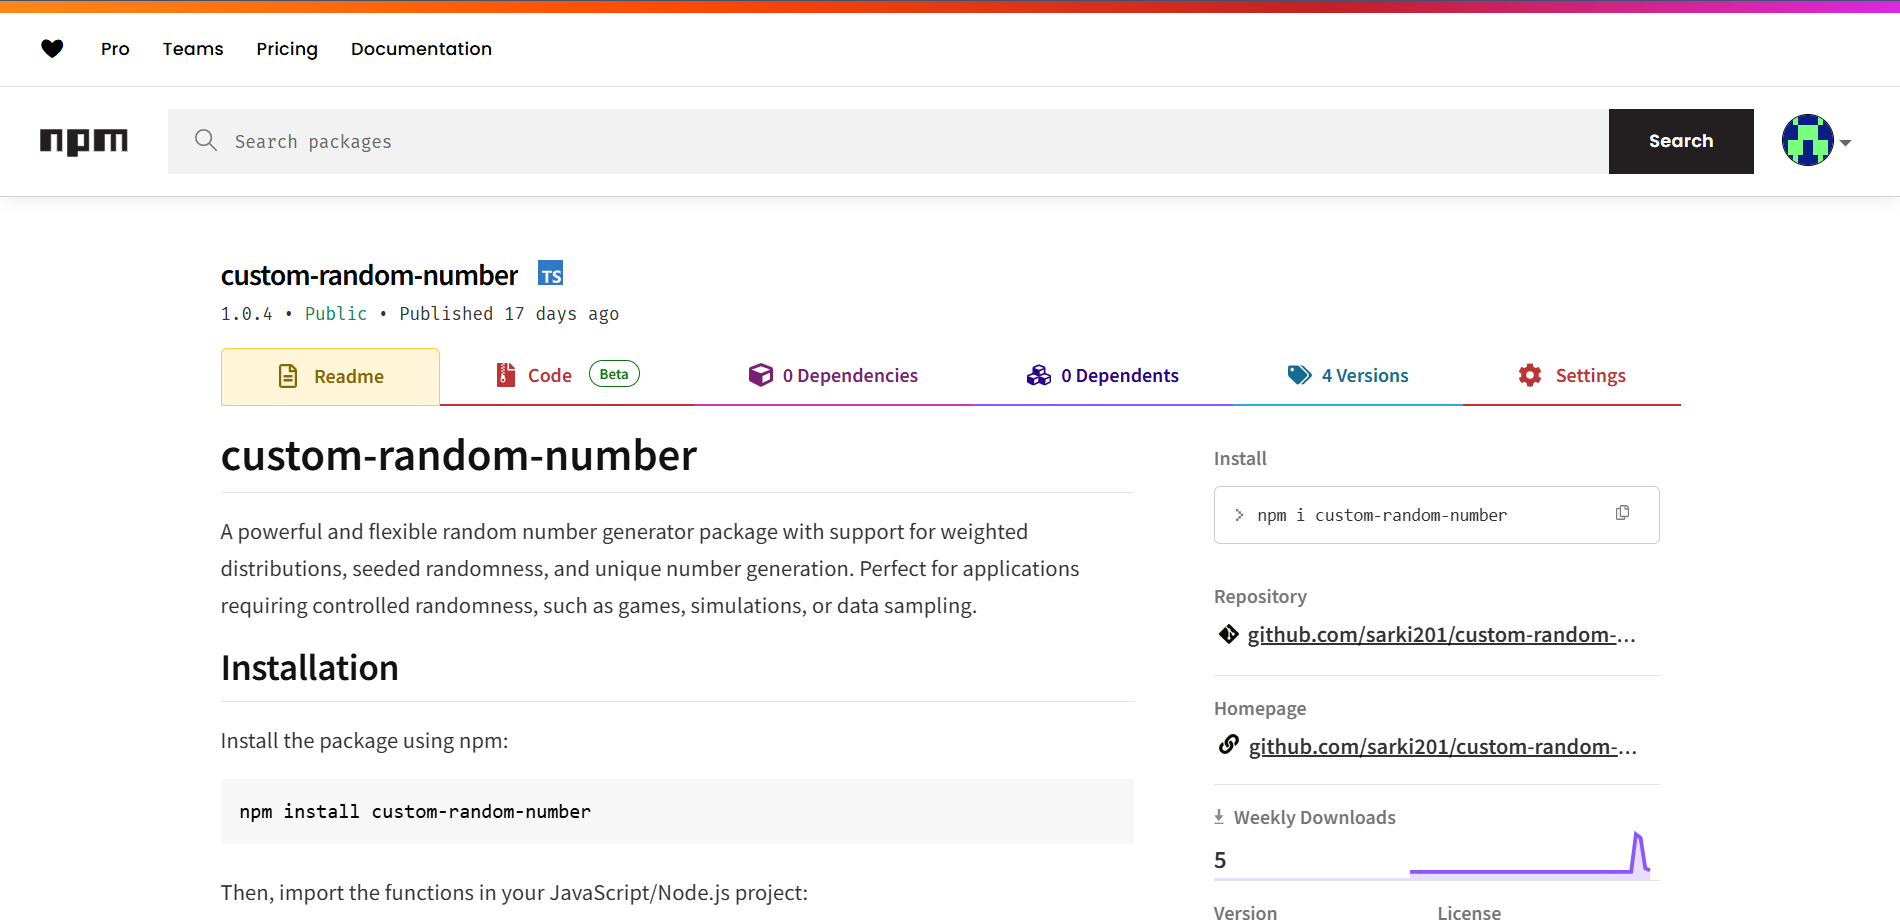 Pro Teams Pricing Documentation
npm Search packages Search
custom-random-number TS
1.0.4 • Public • Published 17 days ago
Readme Code Beta 0 Dependencies 0 Dependents 4 Versions Settings
custom-random-number
A powerful and flexible random number generator package with support for weighted
distributions, seeded randomness, and unique number generation. Perfect for applications
requiring controlled randomness, such as games, simulations, or data sampling.
Installation
Install the package using npm:
npm install custom-random-number
Then, import the functions in your JavaScript/Node.js project:
Install
> npm i custom-random-number
Repository
github.com/sarki201/custom-random-...
Homepage
github.com/sarki201/custom-random-...
Weekly Downloads
5
Version License